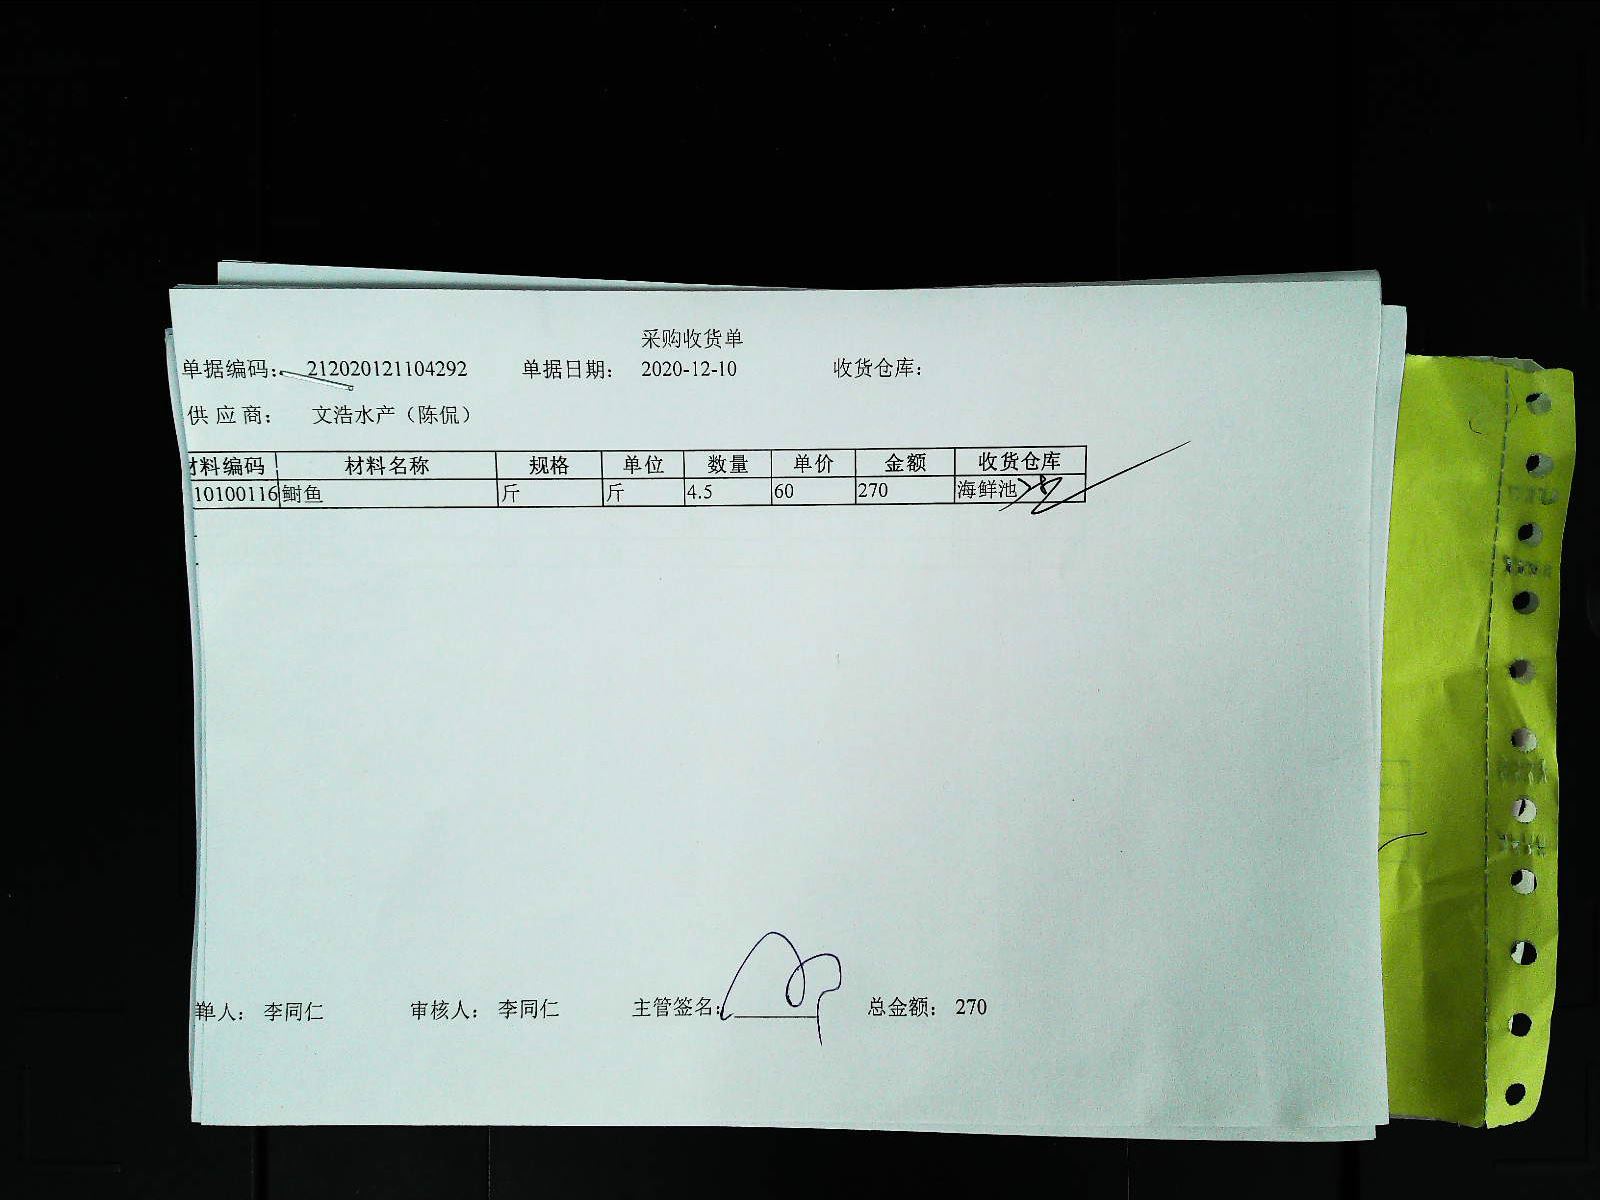 采购收货单
单据编码: 212020121104292 单据日期: 2020-12-10 收货仓库:
供应商: 文浩水产（陈侃）
材料编码 材料名称 规格 单位 数量 单价 金额 收货仓库
10100116 鲥鱼 斤 斤 4.5 60 270 海鲜池
单人: 李同仁 审核人: 李同仁 主管签名: 总金额: 270